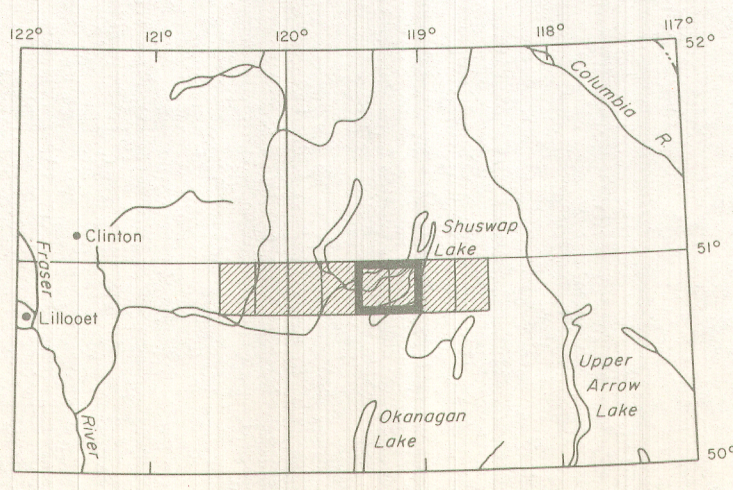 122°
121°
120°
119°
118°
117°
52°
Columbia
R.
Shuswap
Lake
Clinton
51°
Fraser
Lillooet
River
Okanagan
Lake
Upper
Arrow
Lake
50°